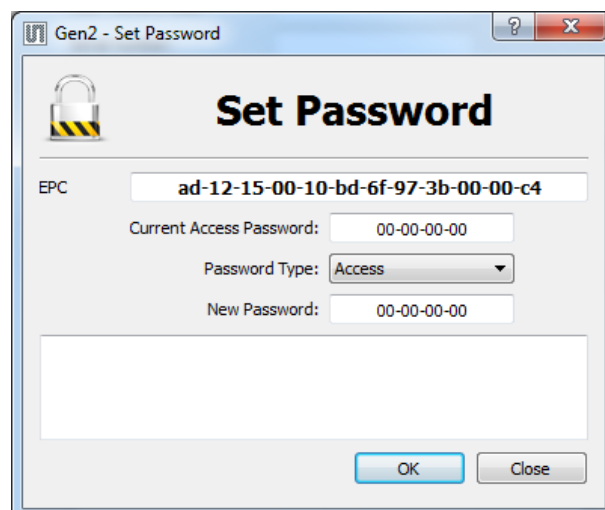 Gen2 - Set Password
Set Password
EPC ad-12-15-00-10-bd-6f-97-3b-00-00-c4
Current Access Password: 00-00-00-00
Password Type: Access
New Password: 00-00-00-00
OK Close